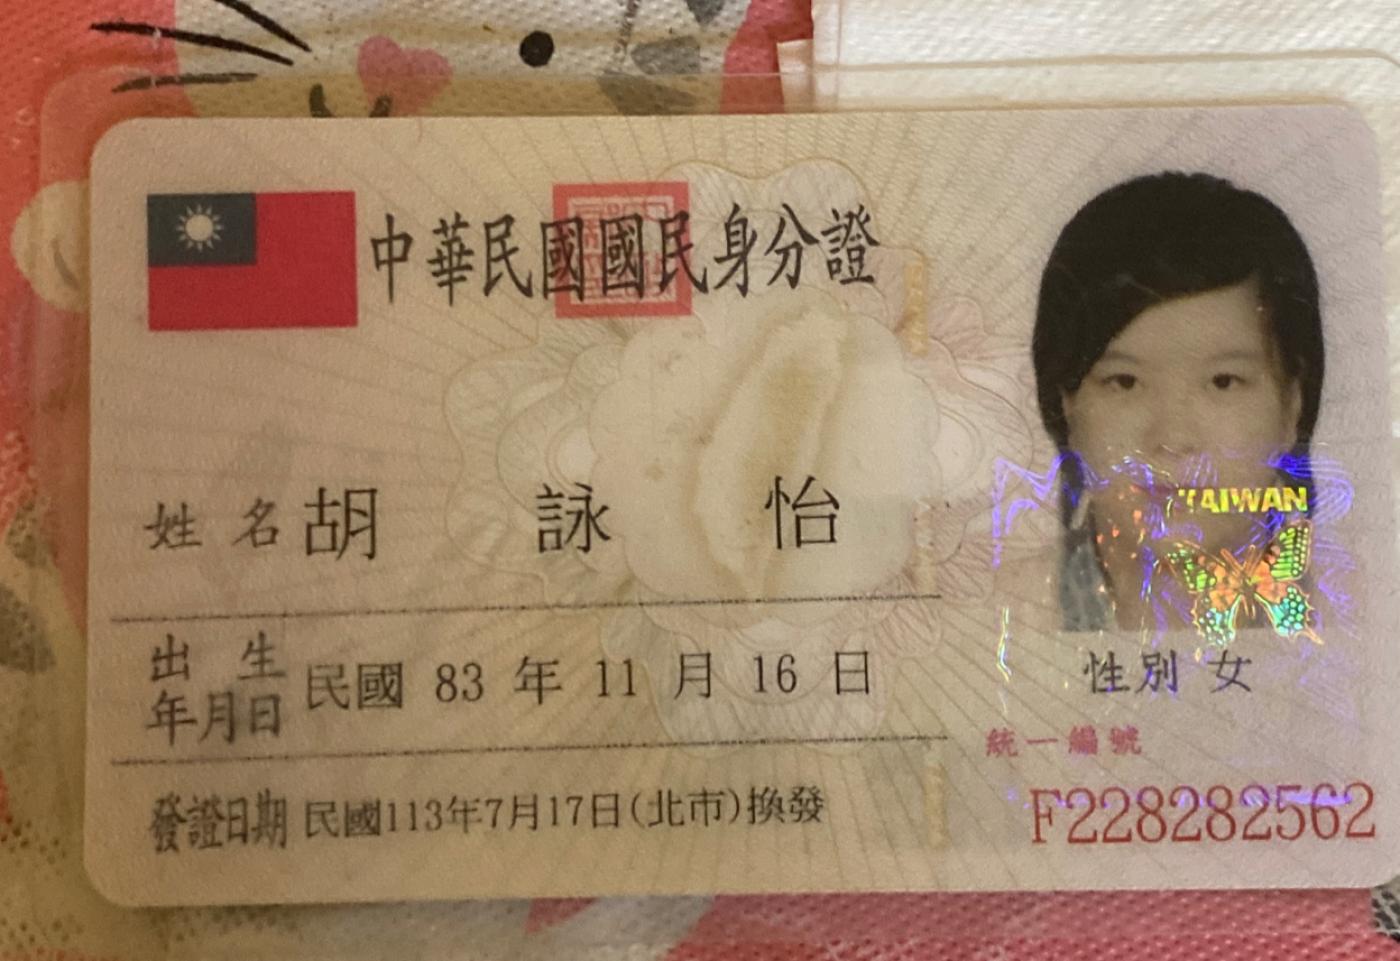 中華民國國民身分證
姓名 胡詠怡
出生年月日 民國 83 年 11 月 16 日
發證日期 民國113年7月17日(北市)換發
TAIWAN
性別 女
統一編號
F228282562